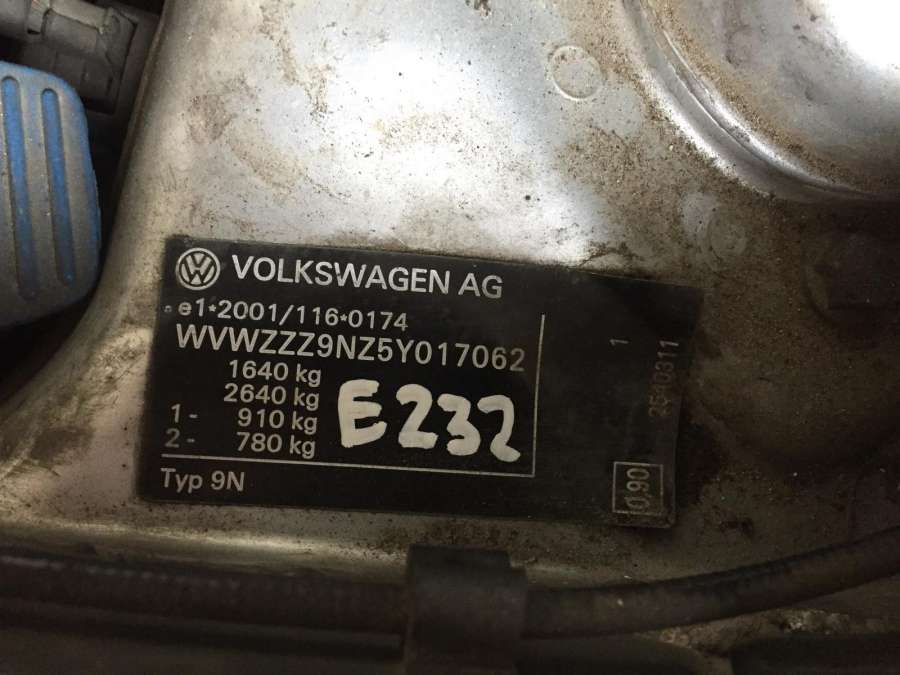 VOLKSWAGEN AG
e1*2001/116*0174
WVWZZZ9NZ5Y017062
1640 kg
2640 kg
1- 910 kg
2- 780 kg
E232
Typ 9N
1
0,90